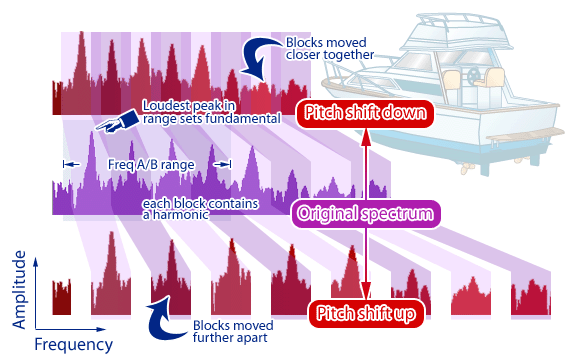 Blocks moved
closer together
Loudest peak in
range sets fundamental
Pitch shift down
Freq A/B range
each block contains
a harmonic
Original spectrum
Amplitude
Pitch shift up
Blocks moved
further apart
Frequency